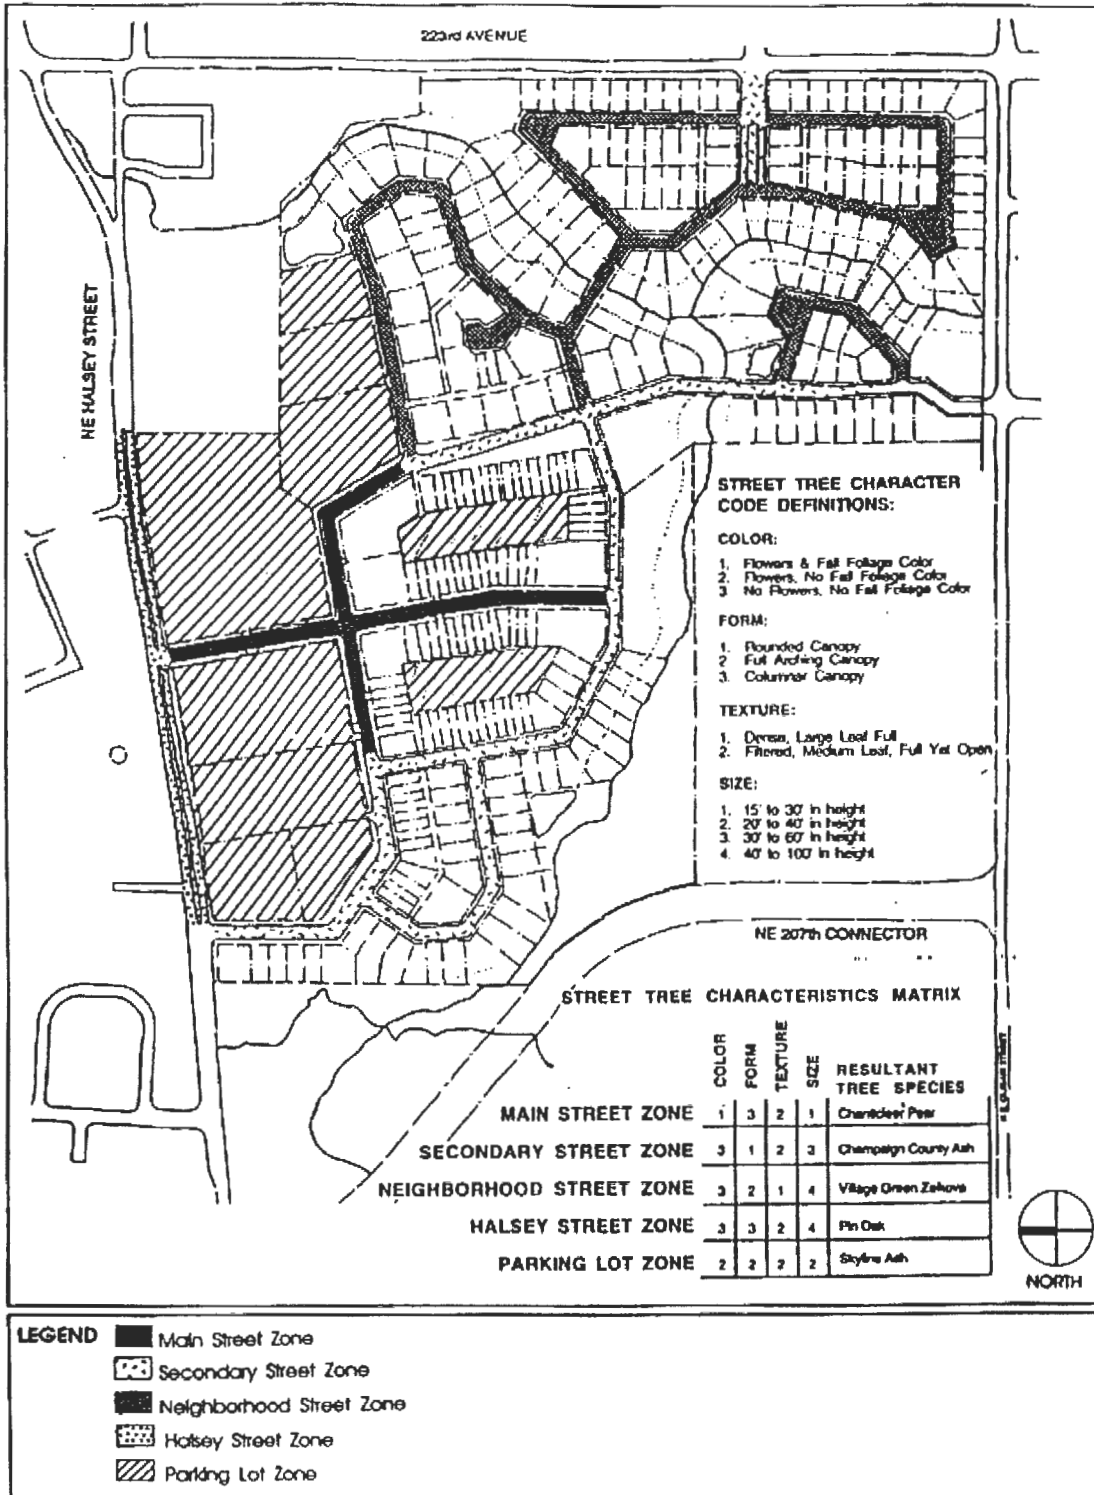 223rd AVENUE
NE HALSEY STREET
STREET TREE CHARACTER
CODE DEFINITIONS:
COLOR:
1. Flowers & Fall Foliage Color
2. Flowers, No Fall Foliage Color
3 No Flowers, No Fall Foliage Color
FORM:
1. Rounded Canopy
2 Full Arching Canopy
3. Columnar Canopy
TEXTURE:
1. Dense, Large Leaf Full
2. Filtered, Medium Leaf, Full Yet Open
SIZE:
1. 15' to 30' in height
2. 20' to 40' in height
3. 30' to 60' in height
4. 40' to 100' in height
NE 207th CONNECTOR
STREET TREE CHARACTERISTICS MATRIX
COLOR FORM TEXTURE SIZE RESULTANT
TREE SPECIES
MAIN STREET ZONE 1 3 2 1 Chanticleer Pear
SECONDARY STREET ZONE 3 1 2 3 Champaign County Ash
NEIGHBORHOOD STREET ZONE 3 2 1 4 Village Green Zelkova
HALSEY STREET ZONE 3 3 2 4 Pin Oak
PARKING LOT ZONE 2 2 2 2 Skyline Ash
NORTH
LEGEND
Main Street Zone
Secondary Street Zone
Neighborhood Street Zone
Halsey Street Zone
Parking Lot Zone